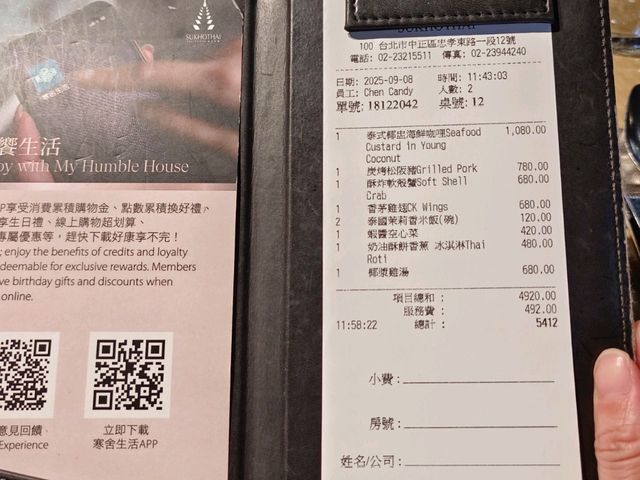 SUKHOTHAI
饗生活
oy with My Humble House
P享受消費累積購物金、點數累積換好禮、
享生日禮、線上購物超划算、
專屬優惠等，趕快下載好康享不完！
; enjoy the benefits of credits and loyalty
deemable for exclusive rewards. Members
ve birthday gifts and discounts when
online.
意見回饋
Experience
立即下載
寒舍生活APP
SUKHOTHAI
100 台北市中正區忠孝東路一段12號
電話: 02-23215511 傳真: 02-23944240
日期: 2025-09-08 時間: 11:43:03
員工: Chen Candy 人數: 2
單號: 18122042 桌號: 12
1 泰式椰盅海鮮咖哩Seafood 1,080.00
Custard in Young
Coconut
1 炭烤松阪豬Grilled Pork 780.00
1 酥炸軟殼蟹Soft Shell 680.00
Crab
1 香茅雞翅CK Wings 680.00
2 泰國茉莉香米飯(碗) 120.00
1 蝦醬空心菜 420.00
1 奶油酥餅香蕉 冰淇淋Thai 480.00
Roti
1 椰漿雞湯 680.00
項目總和 : 4920.00
服務費 : 492.00
11:58:22 總計 : 5412
小費 :
房號 :
姓名/公司 :